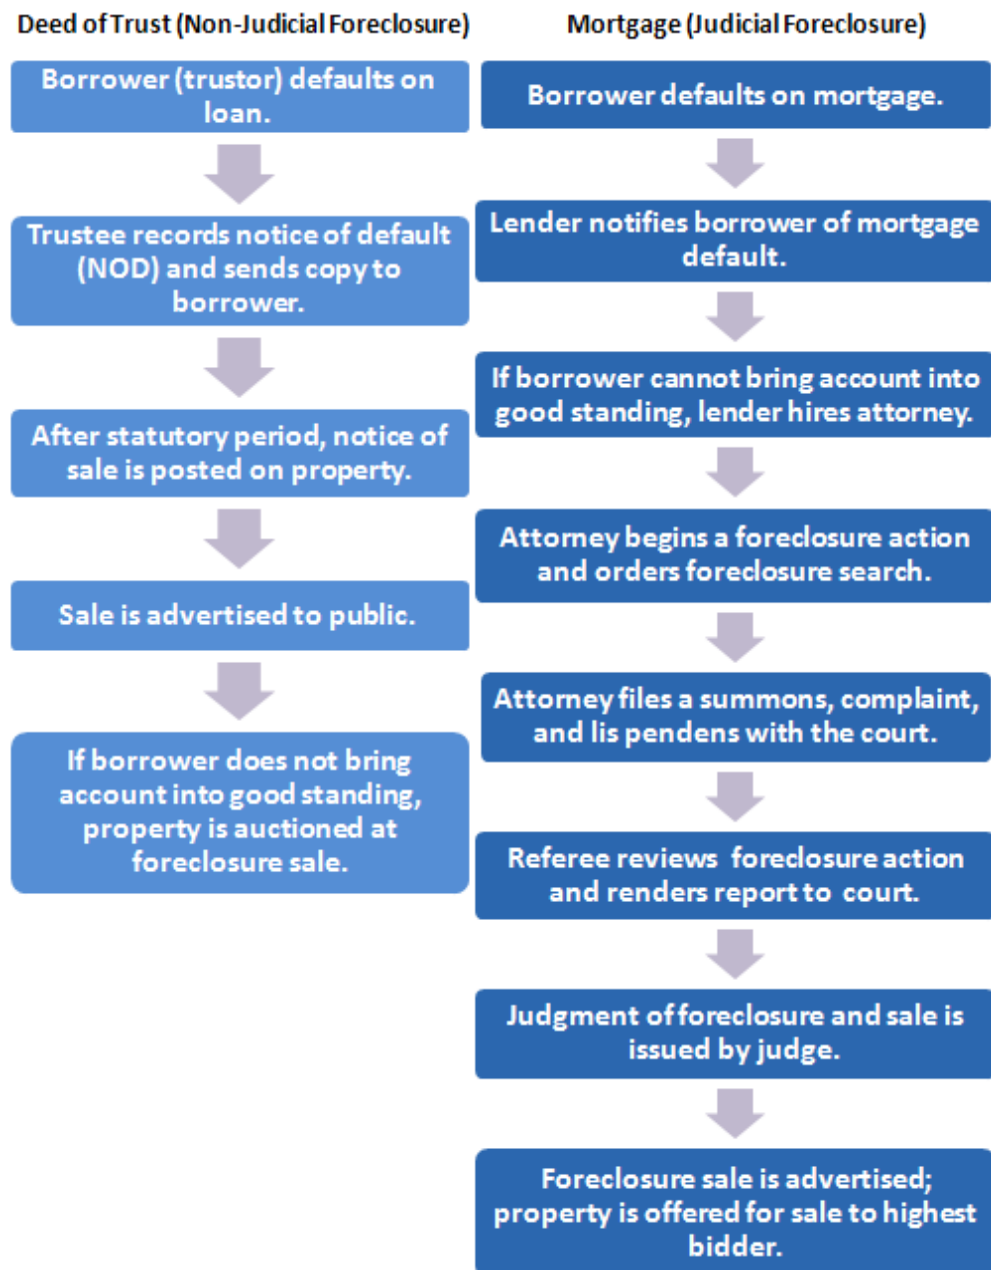 Deed of Trust (Non-Judicial Foreclosure)
Borrower (trustor) defaults on
loan.
Trustee records notice of default
(NOD) and sends copy to
borrower.
After statutory period, notice of
sale is posted on property.
Sale is advertised to public.
If borrower does not bring
account into good standing,
property is auctioned at
foreclosure sale.
Mortgage (Judicial Foreclosure)
Borrower defaults on mortgage.
Lender notifies borrower of mortgage
default.
If borrower cannot bring account into
good standing, lender hires attorney.
Attorney begins a foreclosure action
and orders foreclosure search.
Attorney files a summons, complaint,
and lis pendens with the court.
Referee reviews foreclosure action
and renders report to court.
Judgment of foreclosure and sale is
issued by judge.
Foreclosure sale is advertised;
property is offered for sale to highest
bidder.